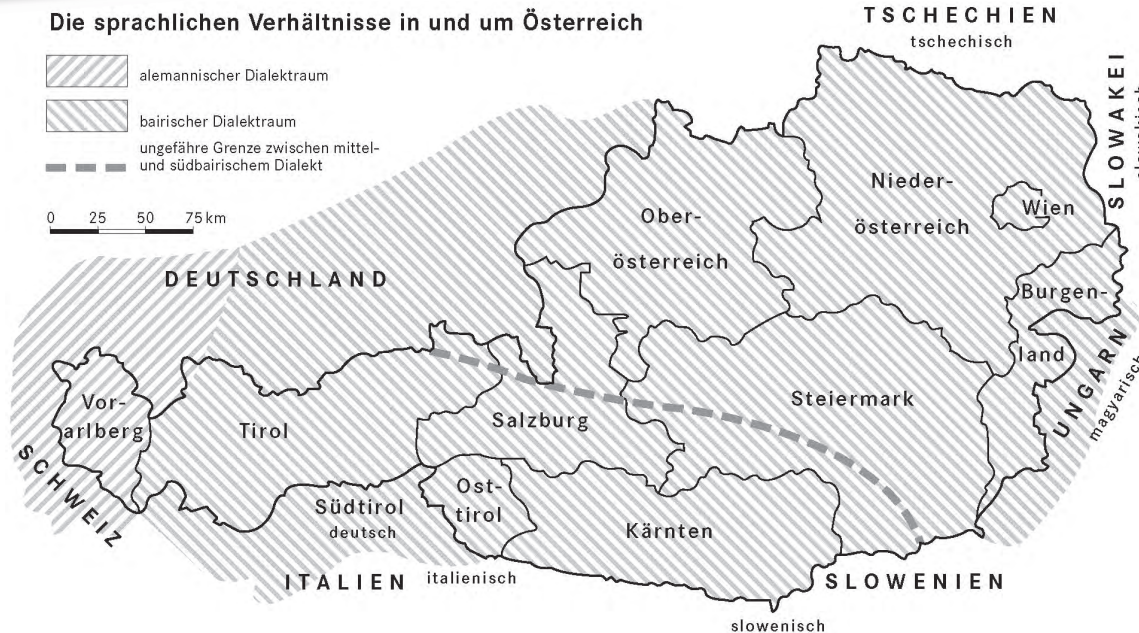 Die sprachlichen Verhältnisse in und um Österreich
alemannischer Dialektraum
bairischer Dialektraum
ungefähre Grenze zwischen mittel-
und südbairischem Dialekt
0 25 50 75 km
TSCHECHIEN
tschechisch
SLOWAKEI
Nieder-
österreich
Wien
Ober-
österreich
DEUTSCHLAND
Burgen-
land
UNGARN
magyarisch
Vor-
arlberg
Tirol
Salzburg
Steiermark
SCHWEIZ
Südtirol
deutsch
Ost-
tirol
Kärnten
ITALIEN
italienisch
SLOWENIEN
slowenisch